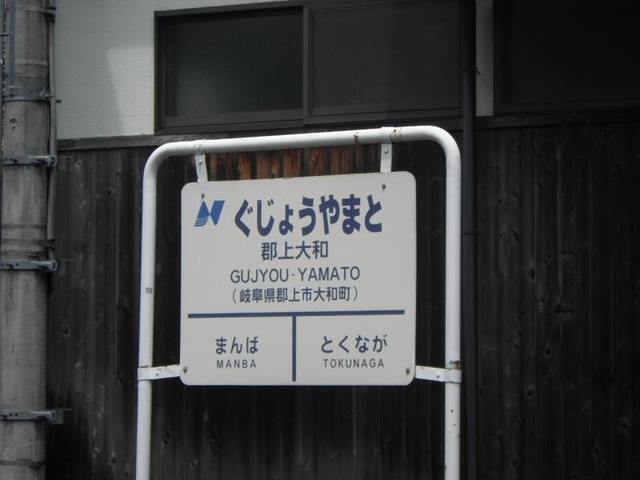 ぐじょうやまと
郡上大和
GUJYOU-YAMATO
(岐阜県郡上市大和町)
まんば とくなが
MANBA TOKUNAGA